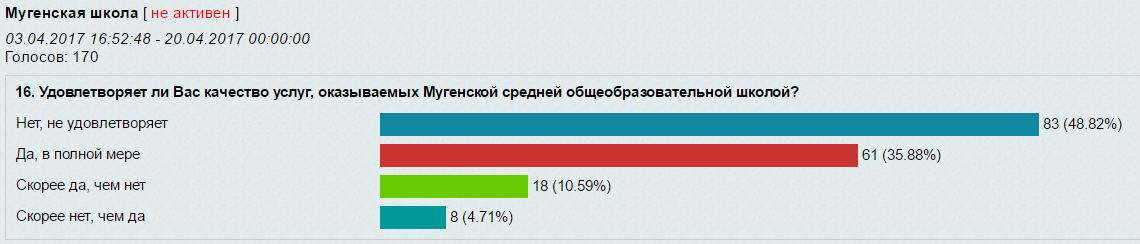 Мугенская школа [ не активен ]
03.04.2017 16:52:48 - 20.04.2017 00:00:00
Голосов: 170
16. Удовлетворяет ли Вас качество услуг, оказываемых Мугенской средней общеобразовательной школой?
Нет, не удовлетворяет 83 (48.82%)
Да, в полной мере 61 (35.88%)
Скорее да, чем нет 18 (10.59%)
Скорее нет, чем да 8 (4.71%)